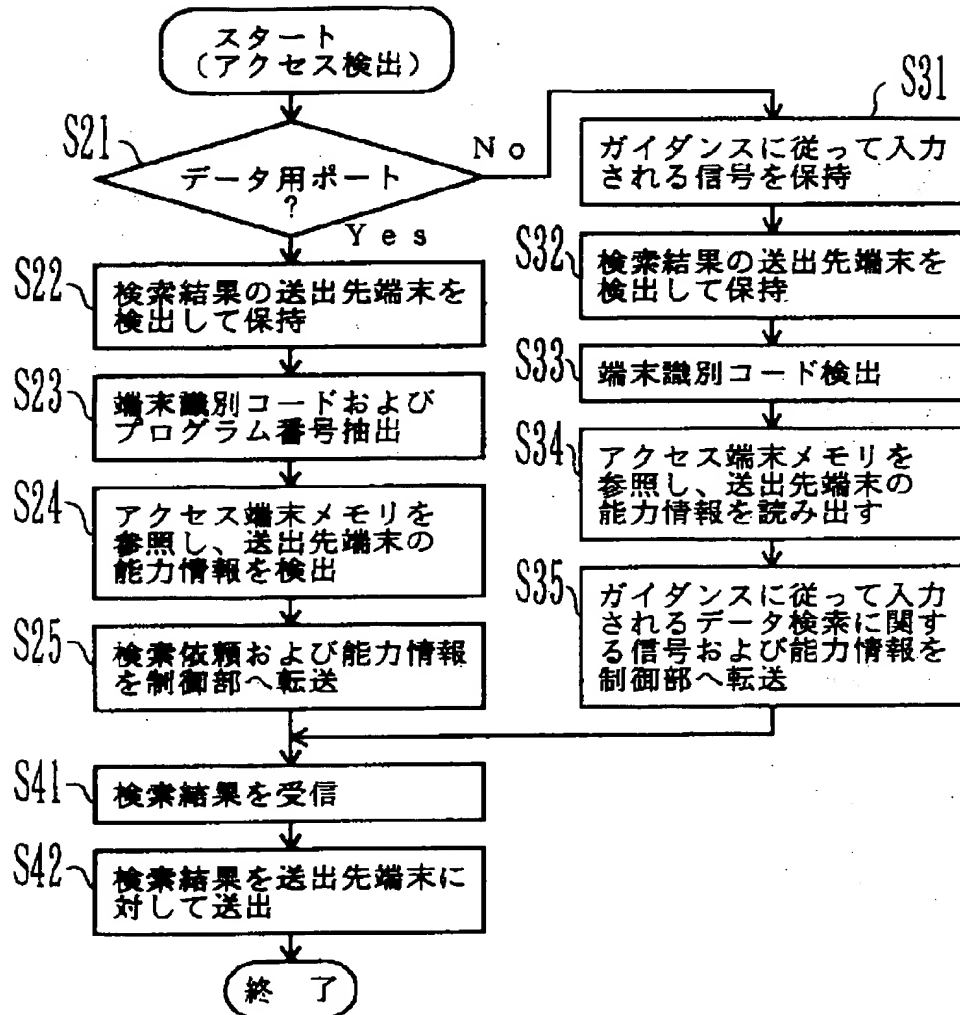 スタート
(アクセス検出)
S21
データ用ポート
?
No
Yes
S22
検索結果の送出先端末を
検出して保持
S23
端末識別コードおよび
プログラム番号抽出
S24
アクセス端末メモリを
参照し、送出先端末の
能力情報を検出
S25
検索依頼および能力情報
を制御部へ転送
S31
ガイダンスに従って入力
される信号を保持
S32
検索結果の送出先端末を
検出して保持
S33
端末識別コード検出
S34
アクセス端末メモリを
参照し、送出先端末の
能力情報を読み出す
S35
ガイダンスに従って入力
されるデータ検索に関す
る信号および能力情報を
制御部へ転送
S41
検索結果を受信
S42
検索結果を送出先端末に
対して送出
終 了